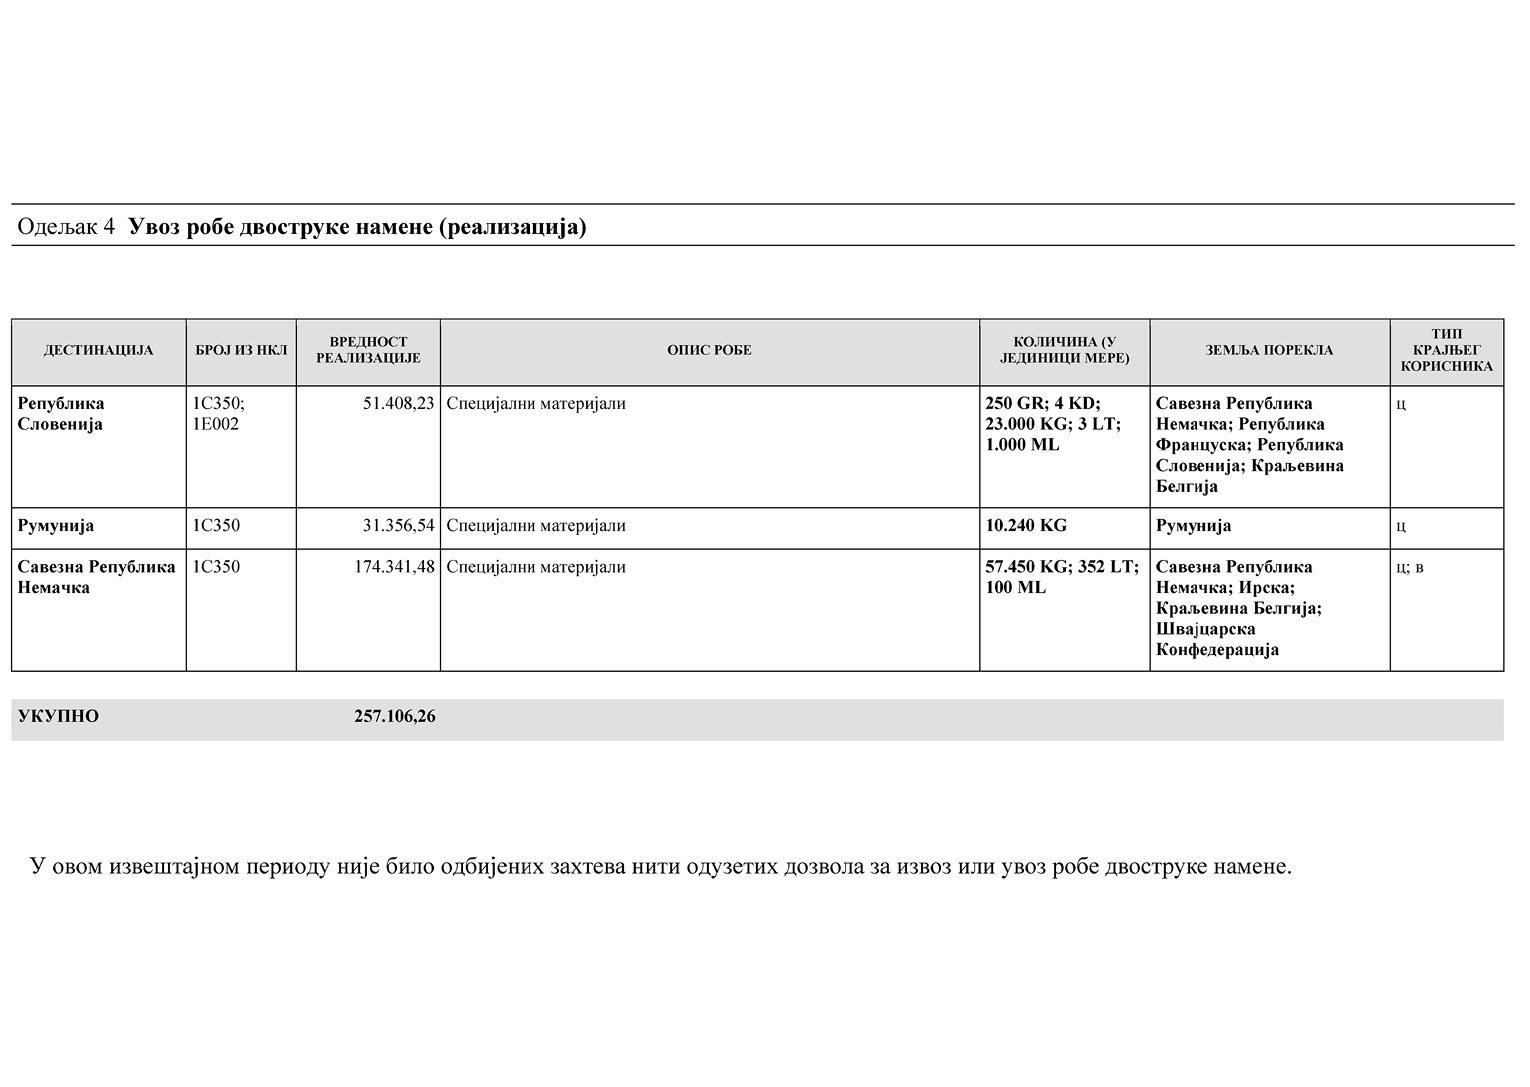 Одељак 4 Увоз робе двоструке намене (реализација)
ДЕСТИНАЦИЈА
БРОЈ ИЗ НКЛ
ВРЕДНОСТ
РЕАЛИЗАЦИЈЕ
ОПИС РОБЕ
КОЛИЧИНА (У
ЈЕДИНИЦИ МЕРЕ)
ЗЕМЉА ПОРЕКЛА
ТИП
КРАЈЊЕГ
КОРИСНИКА
Република
Словенија
1C350;
1E002
51.408,23
Специјални материјали
250 GR; 4 KD;
23.000 KG; 3 LT;
1.000 ML
Савезна Република
Немачка; Република
Француска; Република
Словенија; Краљевина
Белгија
ц
Румунија
1C350
31.356,54
Специјални материјали
10.240 KG
Румунија
ц
Савезна Република
Немачка
1C350
174.341,48
Специјални материјали
57.450 KG; 352 LT;
100 ML
Савезна Република
Немачка; Ирска;
Краљевина Белгија;
Швајцарска
Конфедерација
ц; в
УКУПНО 257.106,26
У овом извештајном периоду није било одбијених захтева нити одузетих дозвола за извоз или увоз робе двоструке намене.